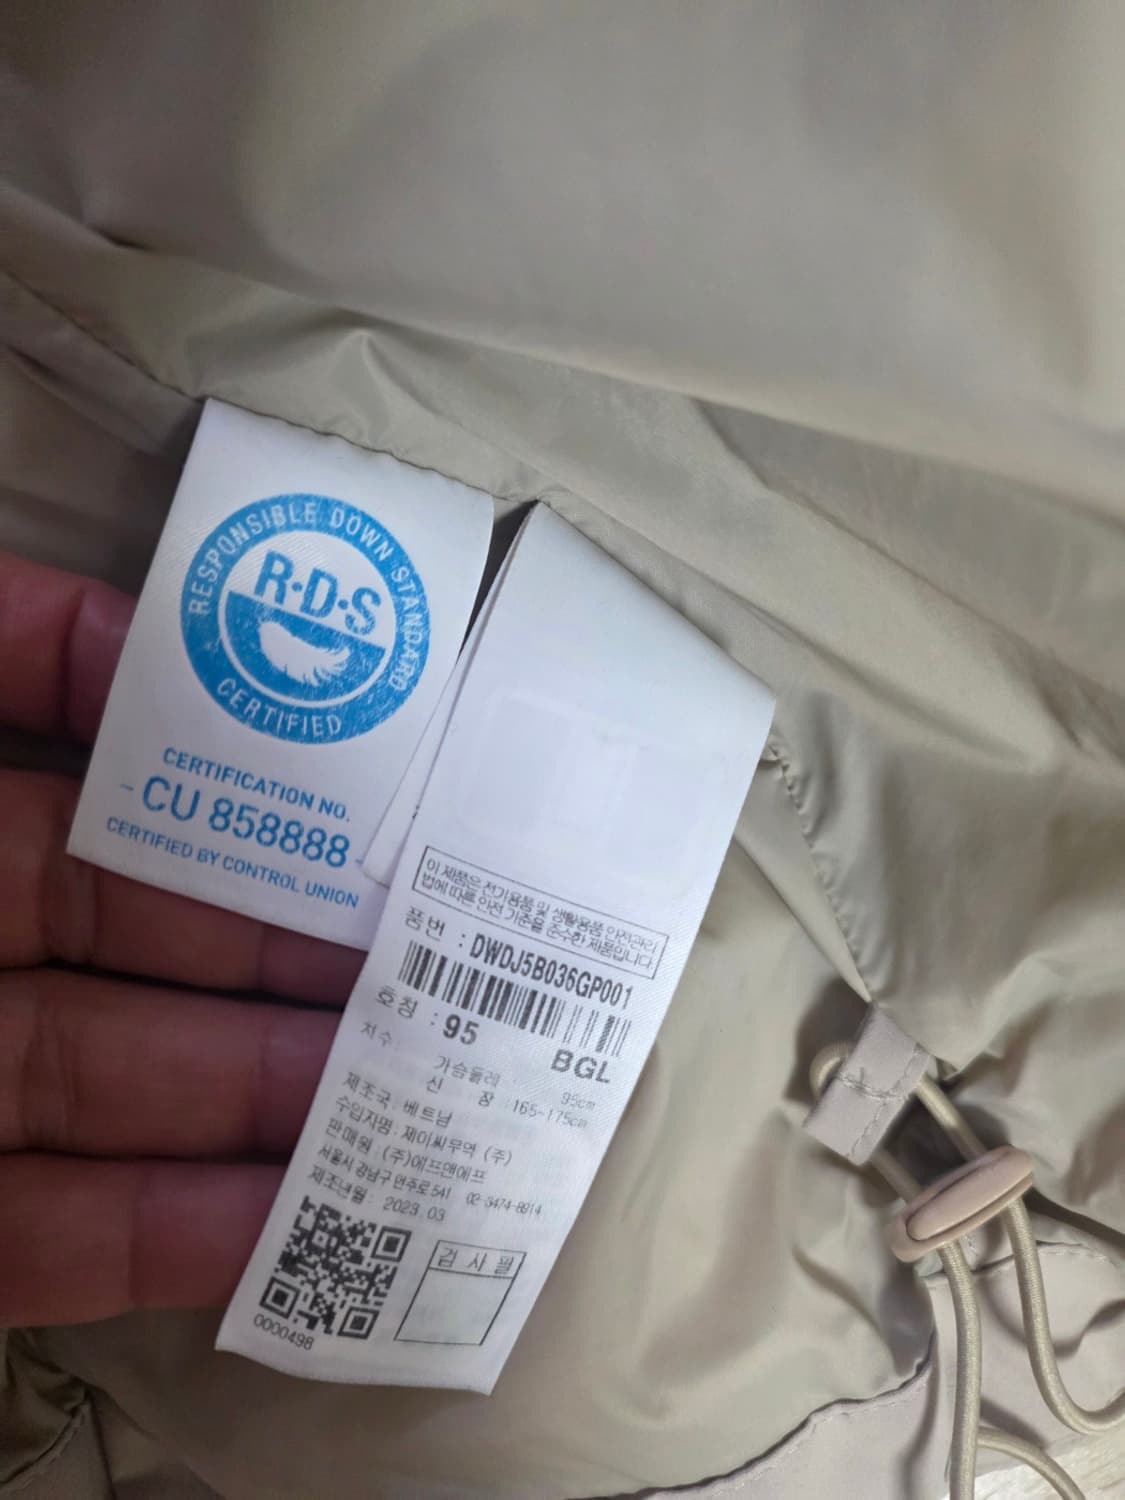 RESPONSIBLE DOWN STANDARD
R·D·S
CERTIFIED
CERTIFICATION NO.
- CU 858888 -
CERTIFIED BY CONTROL UNION
이 제품은 전기용품 및 생활용품 안전관리
법에 따른 안전 기준을 준수한 제품입니다
품번 : DWDJ5B036GP001
호칭 : 95
BGL
치수
가슴둘레 95cm
신 장 : 165~175cm
제조국 : 베트남
수입자명 : 제이씨무역 (주)
판매원 : (주)에프앤에프
서울시 강남구 언주로 541 02-3474-8914
제조년월 : 2023.03
검 사 필
0000498